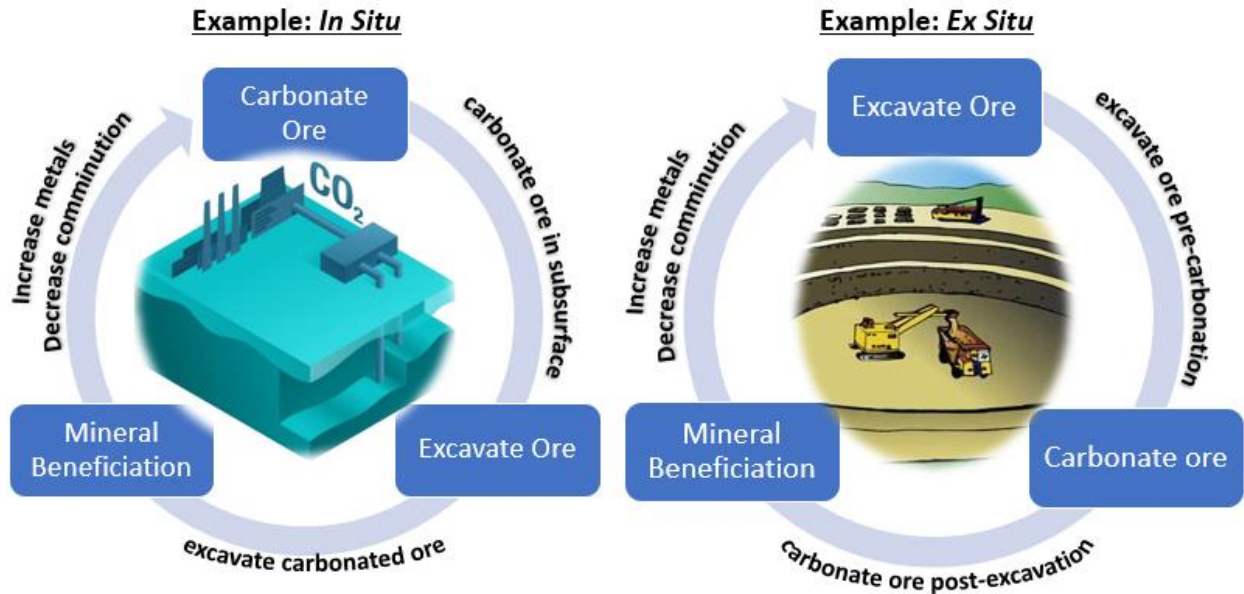 Example: In Situ
Carbonate
Ore
carbonate ore in subsurface
Excavate Ore
excavate carbonated ore
Mineral
Beneficiation
Increase metals
Decrease comminution
CO2
Example: Ex Situ
Excavate Ore
excavate ore pre-carbonation
Carbonate ore
carbonate ore post-excavation
Mineral
Beneficiation
Increase metals
Decrease comminution